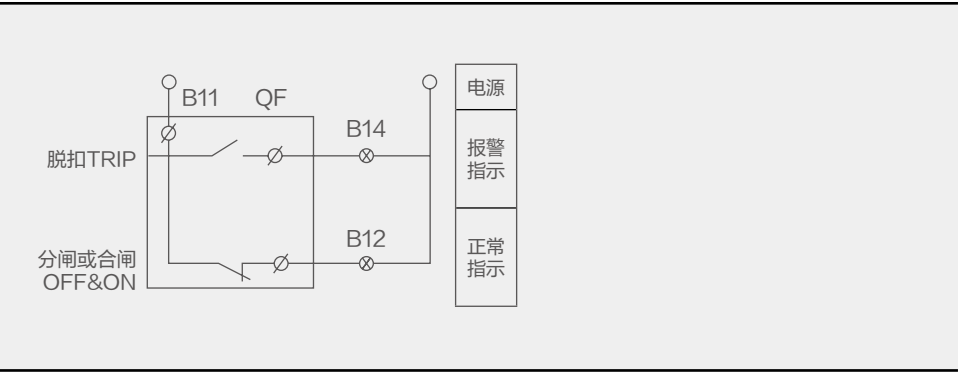 B11
QF
电源
B14
脱扣TRIP
报警
指示
B12
分闸或合闸
OFF&ON
正常
指示